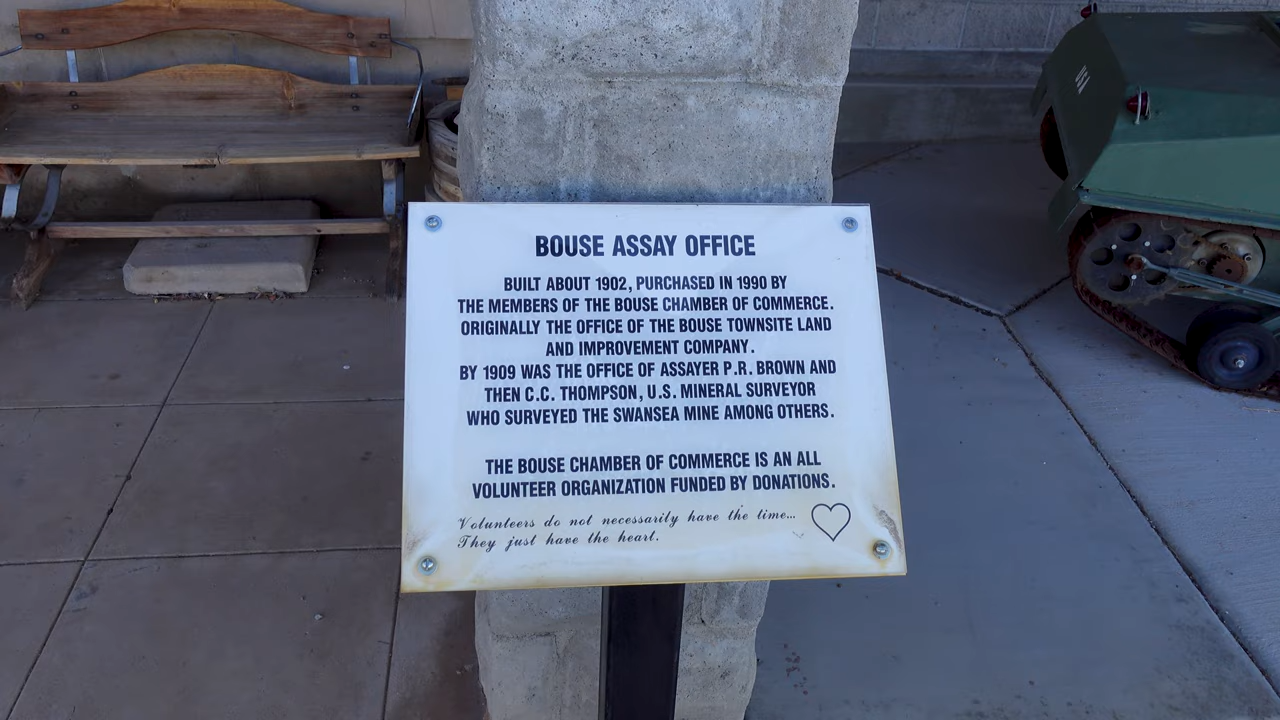 BOUSE ASSAY OFFICE
BUILT ABOUT 1902, PURCHASED IN 1990 BY
THE MEMBERS OF THE BOUSE CHAMBER OF COMMERCE.
ORIGINALLY THE OFFICE OF THE BOUSE TOWNSITE LAND
AND IMPROVEMENT COMPANY.
BY 1909 WAS THE OFFICE OF ASSAYER P.R. BROWN AND
THEN C.C. THOMPSON, U.S. MINERAL SURVEYOR
WHO SURVEYED THE SWANSEA MINE AMONG OTHERS.
THE BOUSE CHAMBER OF COMMERCE IS AN ALL
VOLUNTEER ORGANIZATION FUNDED BY DONATIONS.
Volunteers do not necessarily have the time...
They just have the heart.
USA